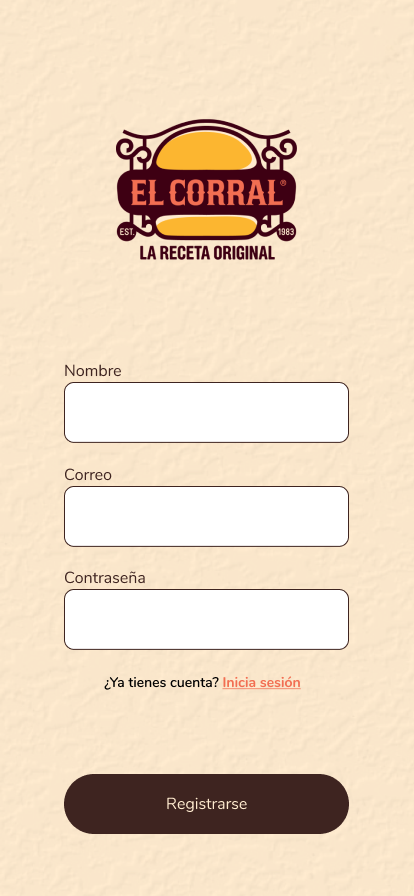 EL CORRAL®
EST. 1983
LA RECETA ORIGINAL
Nombre
Correo
Contraseña
¿Ya tienes cuenta? Inicia sesión
Registrarse